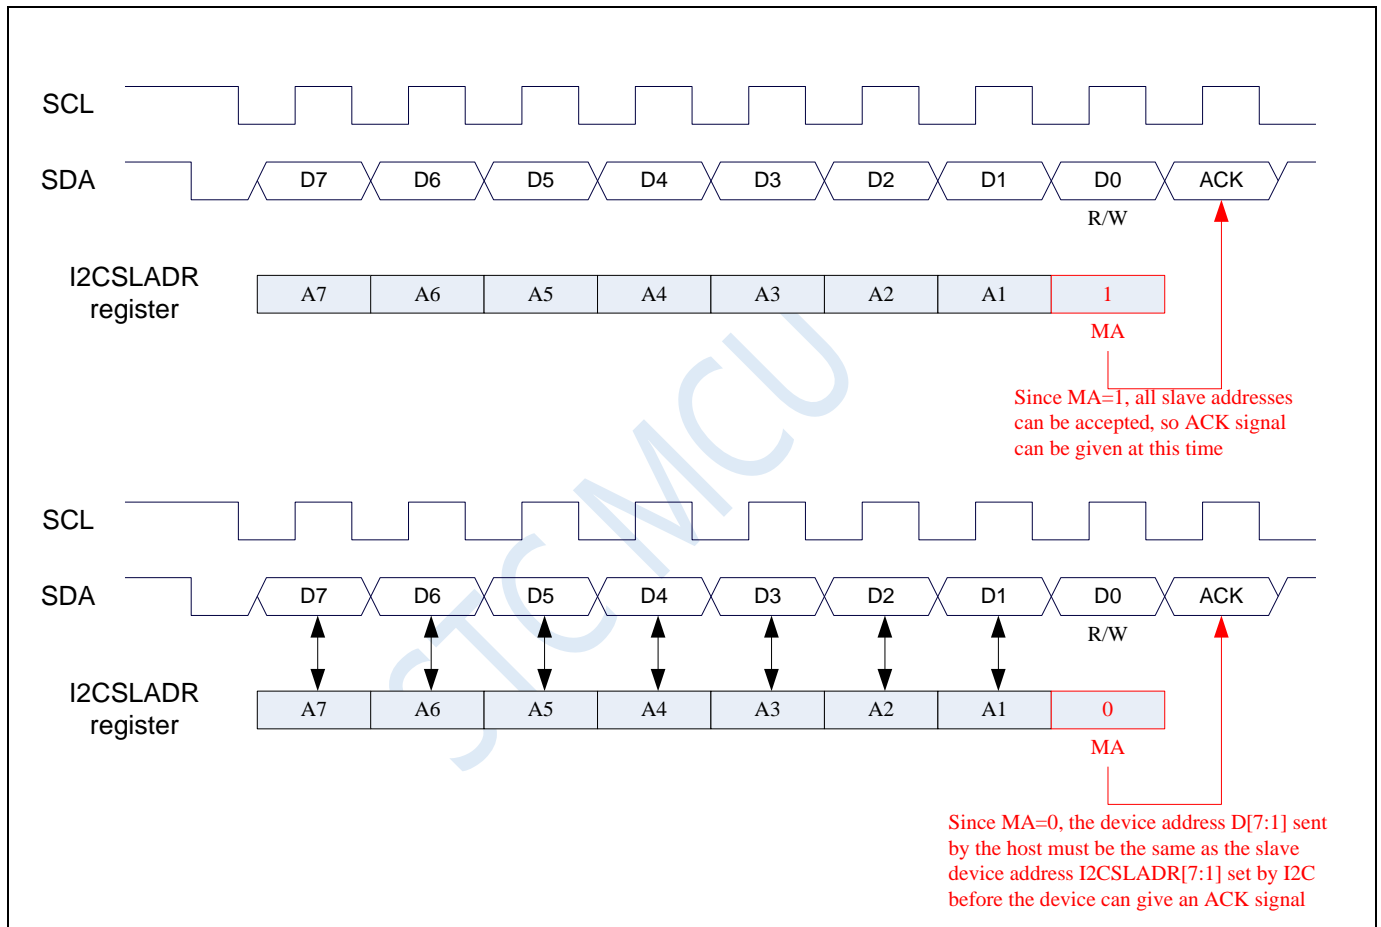 SCL
SDA D7 D6 D5 D4 D3 D2 D1 D0 ACK
R/W
I2CSLADR
register
A7 A6 A5 A4 A3 A2 A1 1
MA
Since MA=1, all slave addresses
can be accepted, so ACK signal
can be given at this time
STC MCU
SCL
SDA D7 D6 D5 D4 D3 D2 D1 D0 ACK
R/W
I2CSLADR
register
A7 A6 A5 A4 A3 A2 A1 0
MA
Since MA=0, the device address D[7:1] sent
by the host must be the same as the slave
device address I2CSLADR[7:1] set by I2C
before the device can give an ACK signal